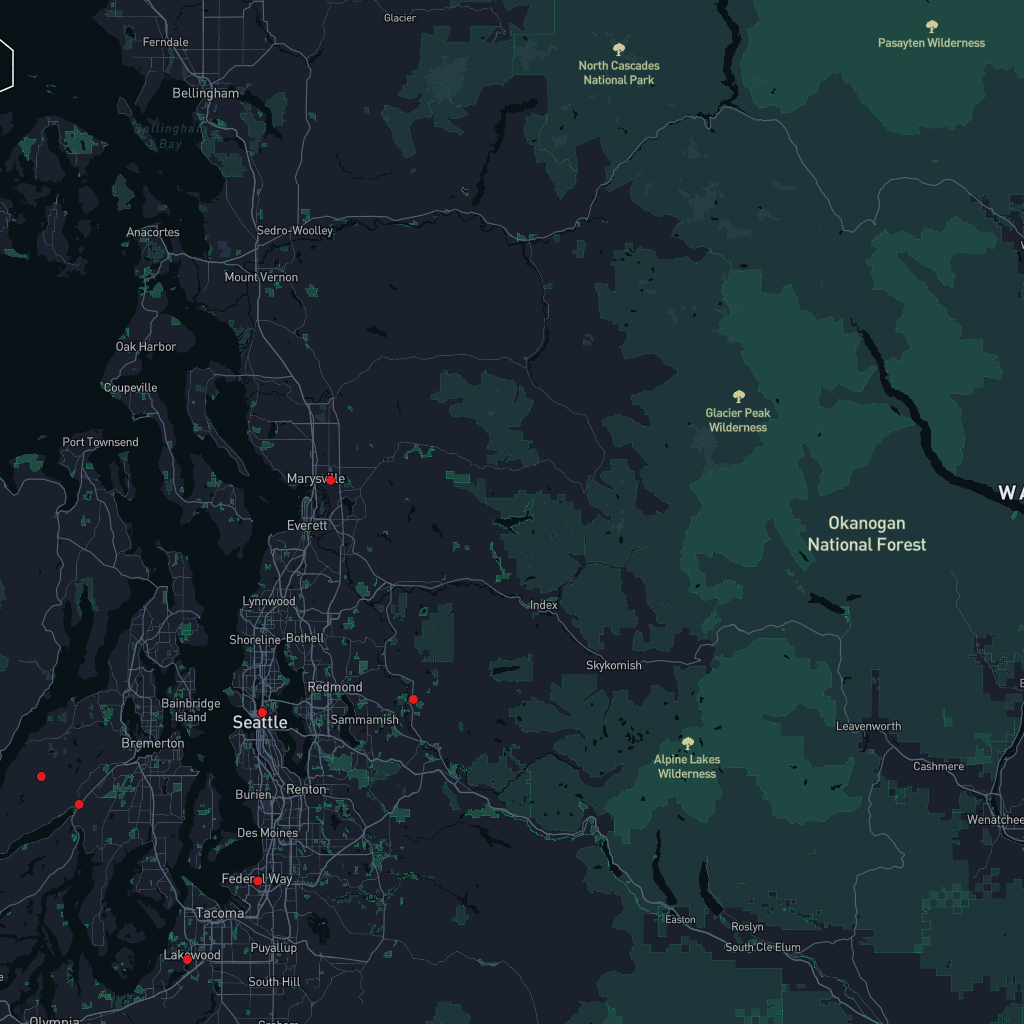 Glacier
Pasayten Wilderness
Ferndale
North Cascades
National Park
Bellingham
Bellingham
Bay
Anacortes
Sedro-Woolley
Mount Vernon
Oak Harbor
Coupeville
Glacier Peak
Wilderness
Port Townsend
Marysville
WA
Everett
Okanogan
National Forest
Lynnwood
Index
Shoreline
Bothell
Skykomish
Redmond
Bainbridge
Island
Seattle
Sammamish
Leavenworth
Bremerton
Alpine Lakes
Wilderness
Cashmere
Burien
Renton
Wenatchee
Des Moines
Federal Way
Tacoma
Easton
Roslyn
Lakewood
Puyallup
South Cle Elum
South Hill
Olympia
Graham